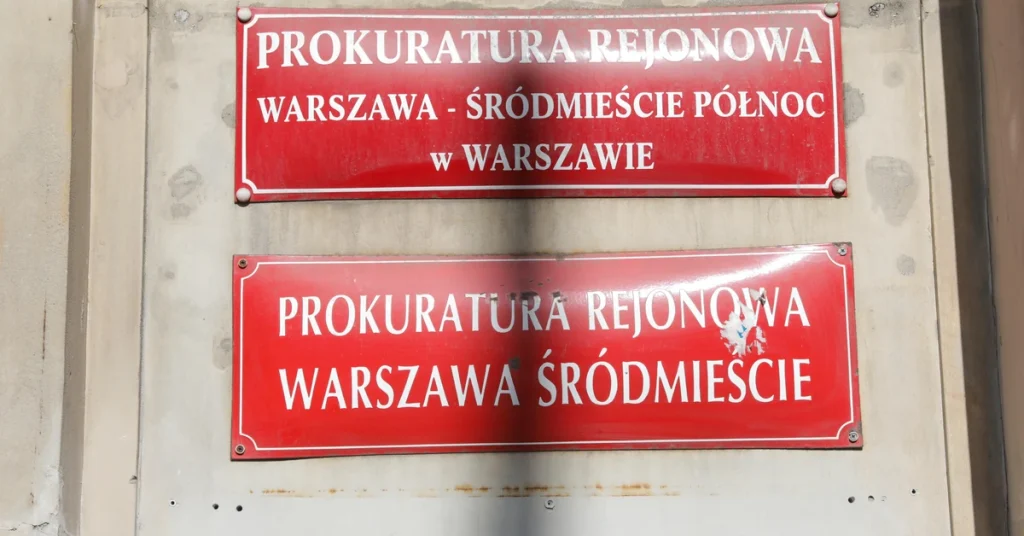 PROKURATURA REJONOWA
WARSZAWA - ŚRÓDMIEŚCIE PÓŁNOC
w WARSZAWIE
PROKURATURA REJONOWA
WARSZAWA ŚRÓDMIEŚCIE